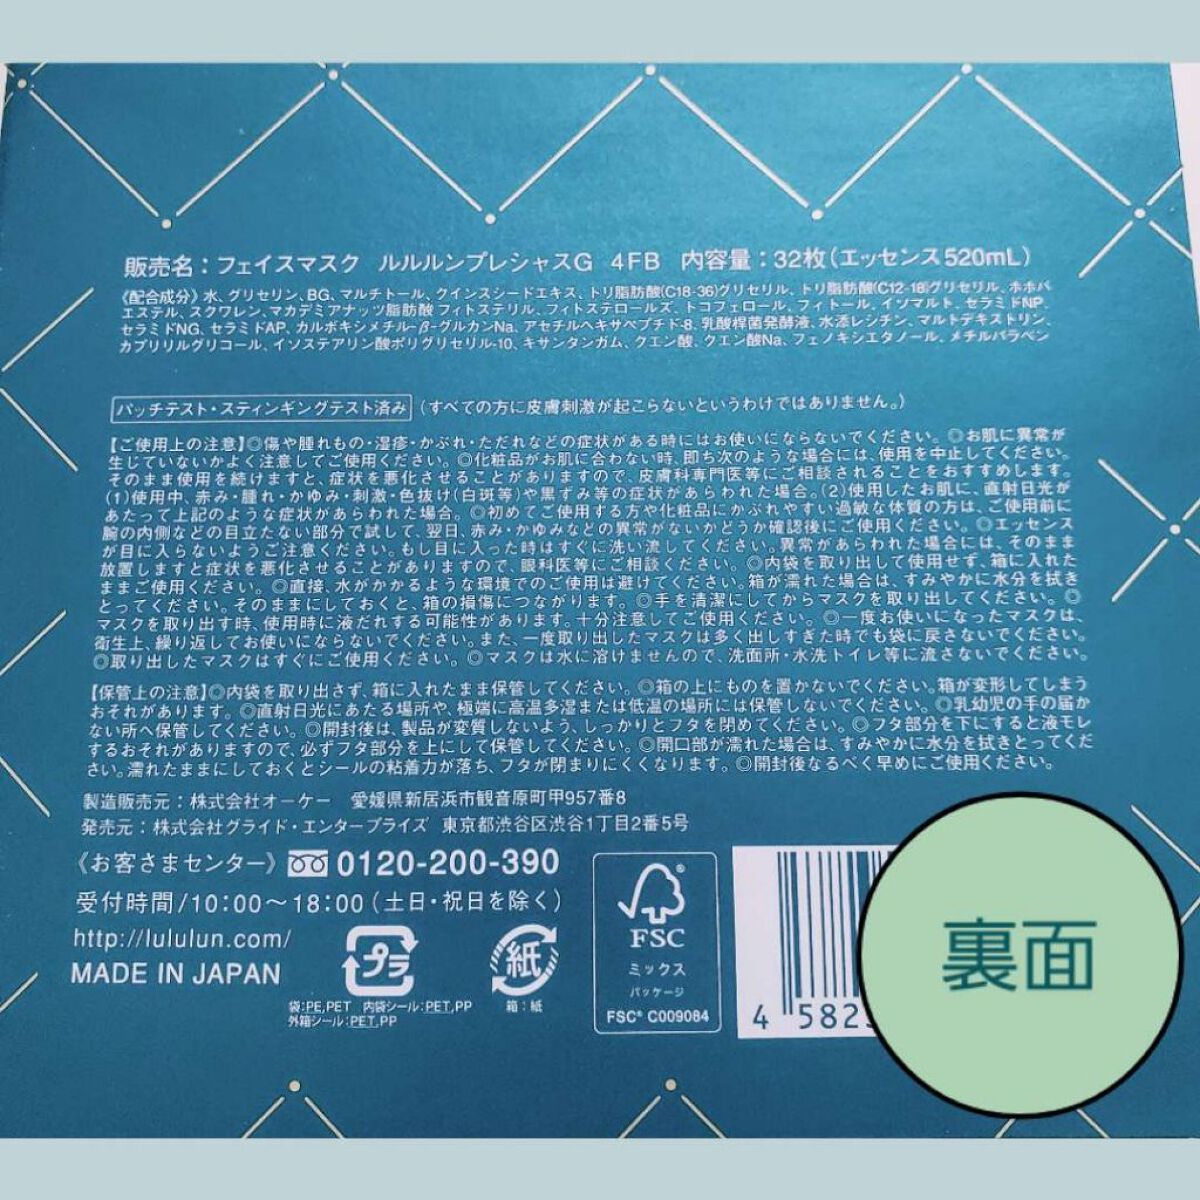 販売名：フェイスマスク ルルルンプレシャスG 4FB 内容量：32枚（エッセンス520mL）
《配合成分》水、グリセリン、BG、マルチトール、クインスシードエキス、トリ脂肪酸(C18-36)グリセリル、トリ脂肪酸(C12-18)グリセリル、ホホバ
エステル、スクワレン、マカデミアナッツ脂肪酸 フィトステリル、フィトステロールズ、トコフェロール、フィトール、イソマルト、セラミドNP、
セラミドNG、セラミドAP、カルボキシメチル-β-グルカンNa、アセチルヘキサペプチド-8、乳酸桿菌発酵液、水添レシチン、マルトデキストリン、
カプリリルグリコール、イソステアリン酸ポリグリセリル-10、キサンタンガム、クエン酸、クエン酸Na、フェノキシエタノール、メチルパラベン
パッチテスト・スティンギングテスト済み（すべての方に皮膚刺激が起こらないというわけではありません。）
【ご使用上の注意】◎傷や腫れもの・湿疹・かぶれ・ただれなどの症状がある時にはお使いにならないでください。◎お肌に異常が
生じていないかよく注意してご使用ください。◎化粧品がお肌に合わない時、即ち次のような場合には、使用を中止してください。
そのまま使用を続けますと、症状を悪化させることがありますので、皮膚科専門医等にご相談されることをおすすめします。
(1)使用中、赤み・腫れ・かゆみ・刺激・色抜け(白斑等)や黒ずみ等の症状があらわれた場合。(2)使用したお肌に、直射日光が
あたって上記のような症状があらわれた場合。◎初めてご使用する方や化粧品にかぶれやすい過敏な体質の方は、ご使用前に
腕の内側などの目立たない部分で試して、翌日、赤み・かゆみなどの異常がないかどうか確認後にご使用ください。◎エッセンス
が目に入らないようご注意ください。もし目に入った時はすぐに洗い流してください。異常があらわれた場合には、そのまま
放置しますと症状を悪化させることがありますので、眼科医等にご相談ください。◎内袋を取り出して使用せず、箱に入れた
ままご使用ください。◎直接、水がかかるような環境でのご使用は避けてください。箱が濡れた場合は、すみやかに水分を拭き
とってください。そのままにしておくと、箱の損傷につながります。◎手を清潔にしてからマスクを取り出してください。◎
マスクを取り出す時、使用時に液だれする可能性があります。十分注意してご使用ください。◎一度お使いになったマスクは、
衛生上、繰り返してお使いにならないでください。また、一度取り出したマスクは多く出しすぎた時でも袋に戻さないでください。
◎取り出したマスクはすぐにご使用ください。◎マスクは水に溶けませんので、洗面所・水洗トイレ等に流さないでください。
【保管上の注意】◎内袋を取り出さず、箱に入れたまま保管してください。◎箱の上にものを置かないでください。箱が変形してしまう
おそれがあります。◎直射日光にあたる場所や、極端に高温多湿または低温の場所には保管しないでください。◎乳幼児の手の届か
ない所へ保管してください。◎開封後は、製品が変質しないよう、しっかりとフタを閉めてください。◎フタ部分を下にすると液モレ
するおそれがありますので、必ずフタ部分を上にして保管してください。◎開口部が濡れた場合は、すみやかに水分を拭きとってくだ
さい。濡れたままにしておくとシールの粘着力が落ち、フタが閉まりにくくなります。◎開封後なるべく早めにご使用ください。
製造販売元：株式会社オーケー 愛媛県新居浜市観音原町甲957番8
発売元：株式会社グライド・エンタープライズ 東京都渋谷区渋谷1丁目2番5号
《お客さまセンター》0120-200-390
受付時間/10：00～18：00（土日・祝日を除く）
http://lululun.com/
MADE IN JAPAN
プラ
袋：PE,PET 内袋シール：PET,PP
外箱シール：PET,PP
紙
箱：紙
FSC
ミックス
パッケージ
FSC® C009084
4 582
裏面